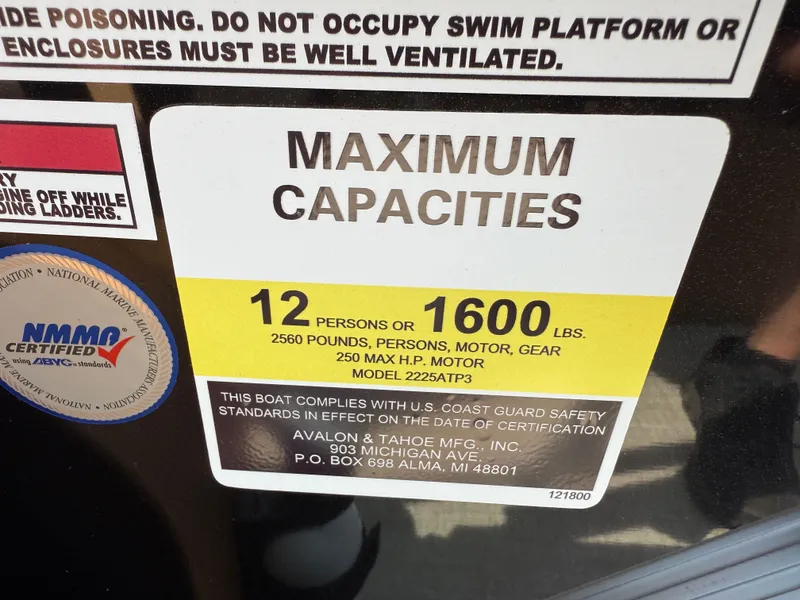 IDE POISONING. DO NOT OCCUPY SWIM PLATFORM OR
ENCLOSURES MUST BE WELL VENTILATED.
RY
GINE OFF WHILE
DING LADDERS.
MAXIMUM
CAPACITIES
12 PERSONS OR 1600 LBS.
2560 POUNDS, PERSONS, MOTOR, GEAR
250 MAX H.P. MOTOR
MODEL 2225ATP3
THIS BOAT COMPLIES WITH U.S. COAST GUARD SAFETY
STANDARDS IN EFFECT ON THE DATE OF CERTIFICATION
AVALON & TAHOE MFG., INC.
903 MICHIGAN AVE.
P.O. BOX 698 ALMA, MI 48801
121800
NATIONAL MARINE MANUFACTURERS ASSOCIATION • NATIONAL MARINE
NMMA®
CERTIFIED
using ABYC standards